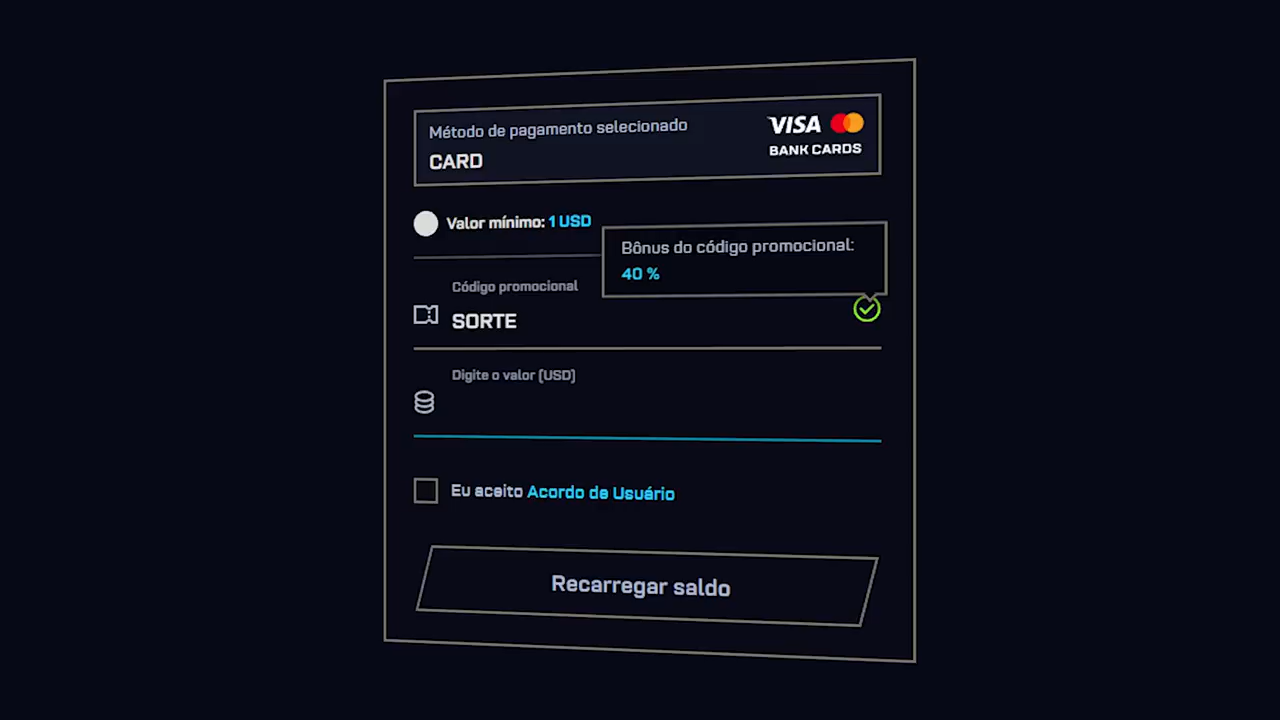 Método de pagamento selecionado
CARD
VISA
BANK CARDS
Valor mínimo: 1 USD
Bônus do código promocional:
40 %
Código promocional
SORTE
Digite o valor (USD)
Eu aceito Acordo de Usuário
Recarregar saldo